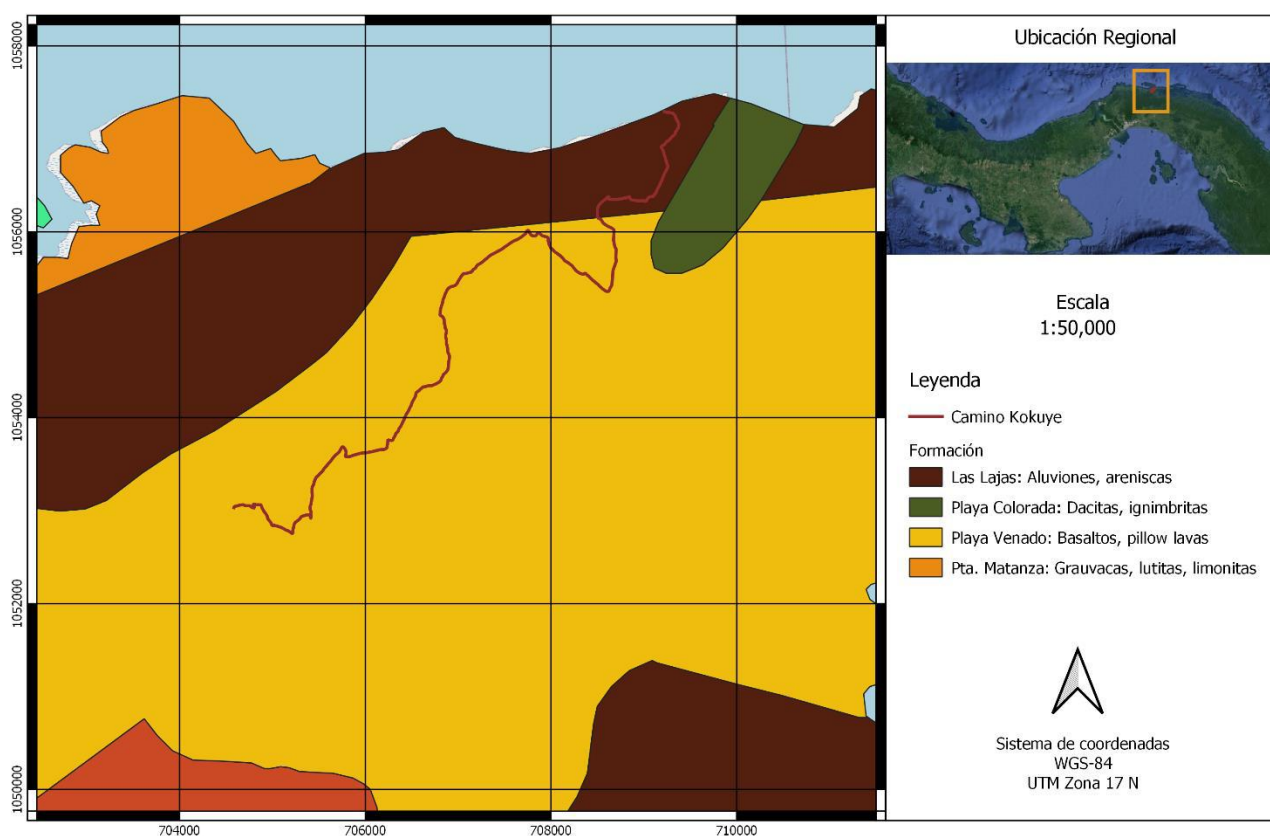 1058000
1056000
1054000
1052000
1050000
704000
706000
708000
710000
Ubicación Regional
Escala
1:50,000
Leyenda
Camino Kokuye
Formación
Las Lajas: Aluviones, areniscas
Playa Colorada: Dacitas, ignimbritas
Playa Venado: Basaltos, pillow lavas
Pta. Matanza: Grauvacas, lutitas, limonitas
Sistema de coordenadas
WGS-84
UTM Zona 17 N